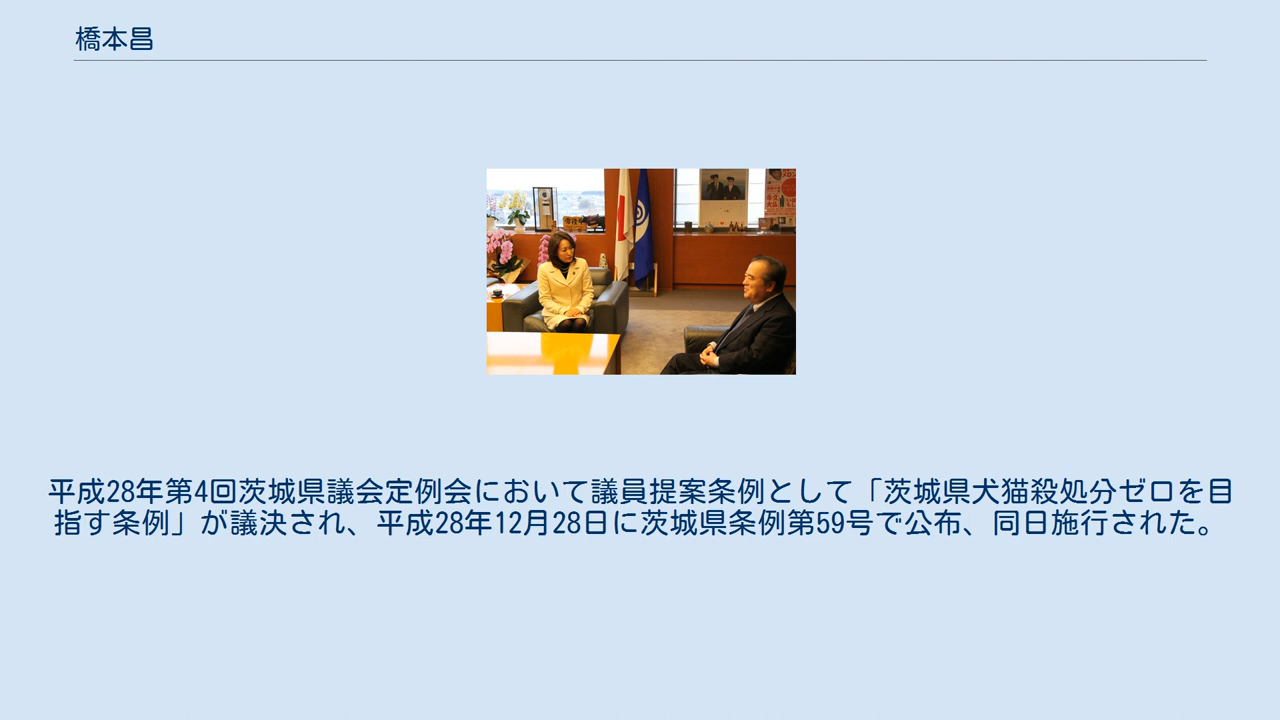 橋本昌
平成28年第4回茨城県議会定例会において議員提案条例として「茨城県犬猫殺処分ゼロを目
指す条例」が議決され、平成28年12月28日に茨城県条例第59号で公布、同日施行された。